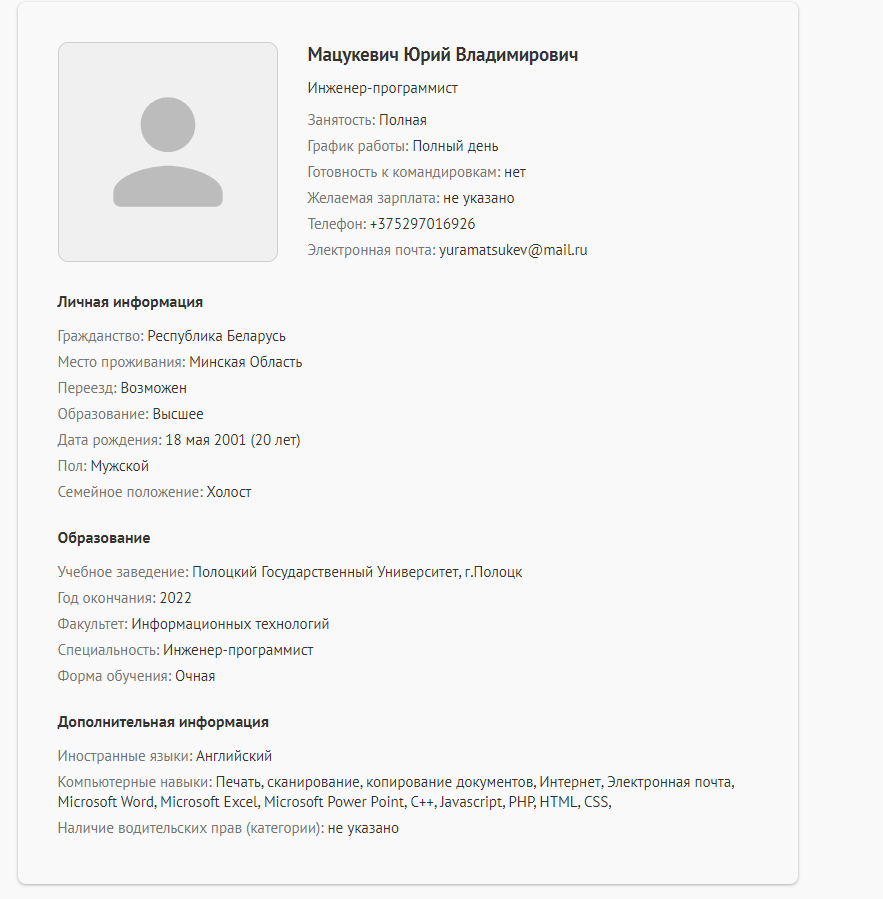 Мацукевич Юрий Владимирович
Инженер-программист
Занятость: Полная
График работы: Полный день
Готовность к командировкам: нет
Желаемая зарплата: не указано
Телефон: +375297016926
Электронная почта: yuramatsukev@mail.ru
Личная информация
Гражданство: Республика Беларусь
Место проживания: Минская Область
Переезд: Возможен
Образование: Высшее
Дата рождения: 18 мая 2001 (20 лет)
Пол: Мужской
Семейное положение: Холост
Образование
Учебное заведение: Полоцкий Государственный Университет, г.Полоцк
Год окончания: 2022
Факультет: Информационных технологий
Специальность: Инженер-программист
Форма обучения: Очная
Дополнительная информация
Иностранные языки: Английский
Компьютерные навыки: Печать, сканирование, копирование документов, Интернет, Электронная почта,
Microsoft Word, Microsoft Excel, Microsoft Power Point, C++, Javascript, PHP, HTML, CSS,
Наличие водительских прав (категории): не указано